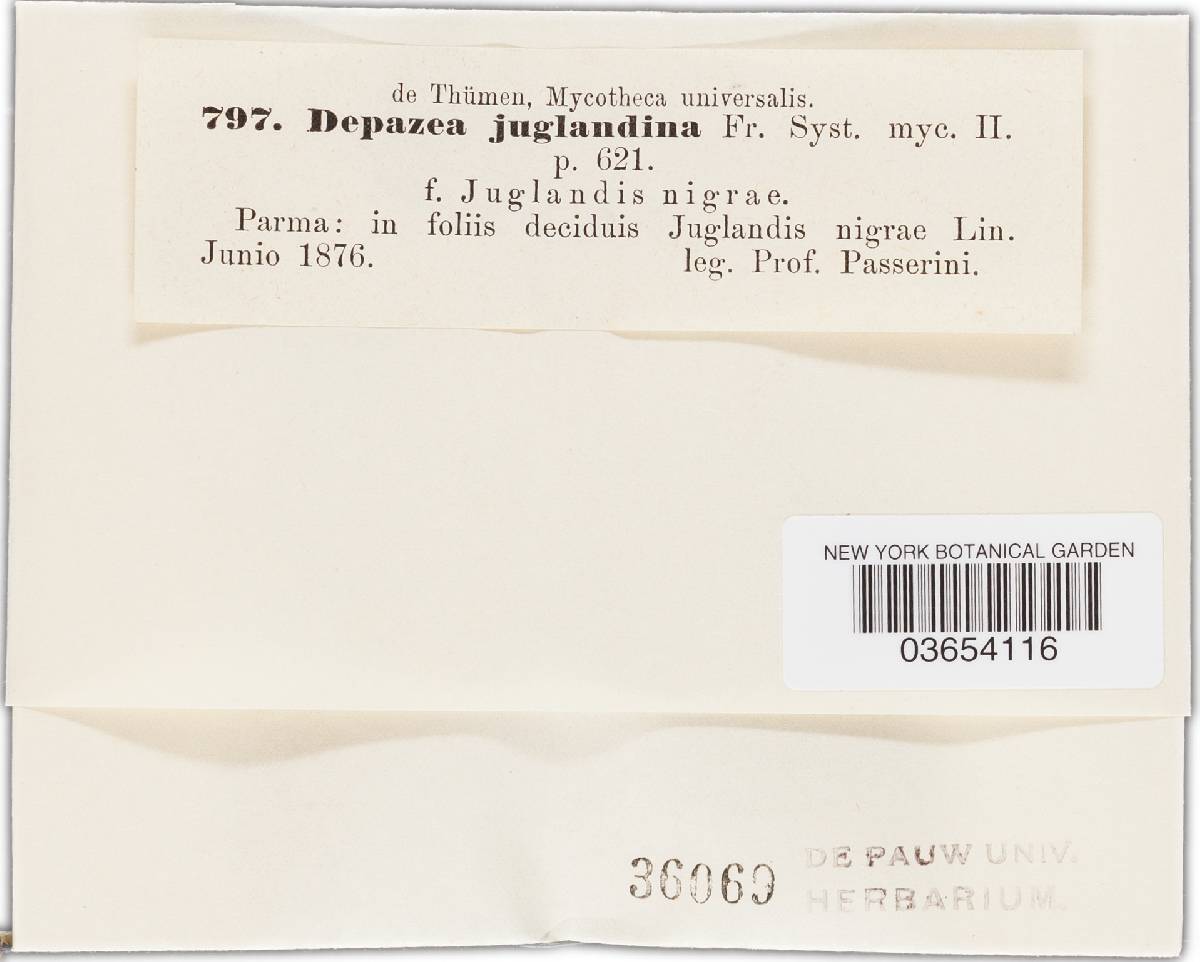 de Thümen, Mycotheca universalis.
797. Depazea juglandina Fr. Syst. myc. II.
p. 621.
f. Juglandis nigrae.
Parma: in foliis deciduis Juglandis nigrae Lin.
Junio 1876. leg. Prof. Passerini.
NEW YORK BOTANICAL GARDEN
03654116
36069
DE PAUW UNIV.
HERBARIUM.